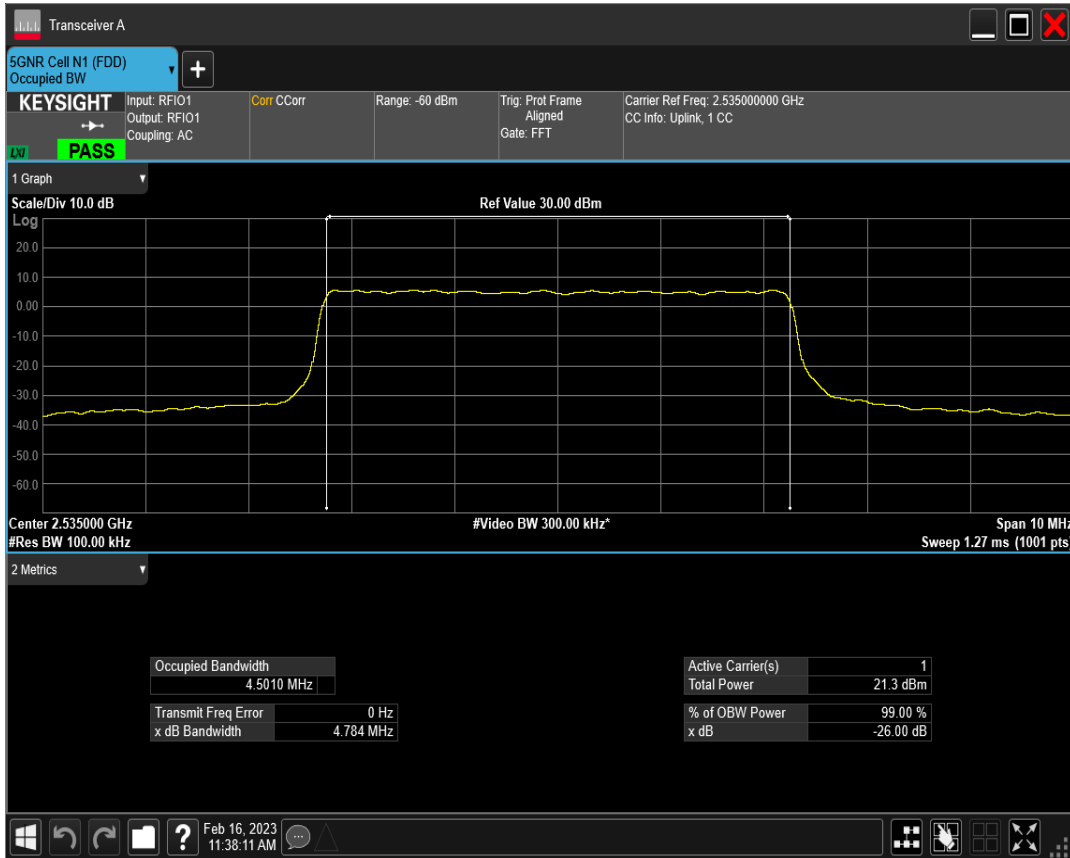 Transceiver A
5GNR Cell N1 (FDD)
Occupied BW
+
KEYSIGHT
LXI
PASS
Input: RFIO1
Output: RFIO1
Coupling: AC
Corr CCorr
Range: -60 dBm
Trig: Prot Frame
Aligned
Gate: FFT
Carrier Ref Freq: 2.535000000 GHz
CC Info: Uplink, 1 CC
1 Graph
Scale/Div 10.0 dB
Ref Value 30.00 dBm
Log
20.0
10.0
0.00
-10.0
-20.0
-30.0
-40.0
-50.0
-60.0
Center 2.535000 GHz
#Video BW 300.00 kHz*
Span 10 MHz
#Res BW 100.00 kHz
Sweep 1.27 ms (1001 pts)
2 Metrics
Occupied Bandwidth
4.5010 MHz
Transmit Freq Error 0 Hz
x dB Bandwidth 4.784 MHz
Active Carrier(s) 1
Total Power 21.3 dBm
% of OBW Power 99.00 %
x dB -26.00 dB
?
Feb 16, 2023
11:38:11 AM